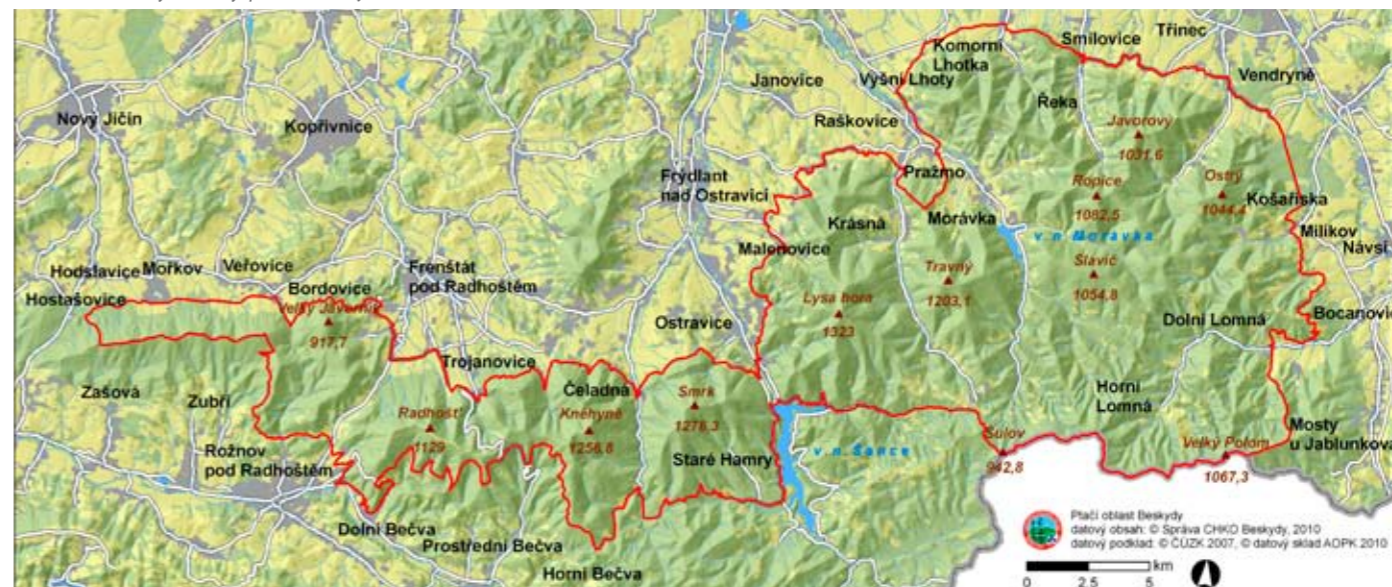 Komorní
Lhotka
Smilovice
Třinec
Janovice
Vyšní Lhoty
Vendryně
Nový Jičín
Kopřivnice
Řeka
Raškovice
Javorový
1031,6
Frýdlant
nad Ostravicí
Pražmo
Ropice
1082,5
Ostrý
1044,4
Košařiska
Krásná
Morávka
v.n. Morávka
Milíkov
Návsí
Malenovice
Hodslavice
Mořkov
Veřovice
Frenštát
pod Radhoštěm
Travný
1203,1
Slavíč
1054,8
Hostašovice
Bordovice
Velký Javorník
917,7
Lysá hora
1323
Ostravice
Dolní Lomná
Bocanovice
Trojanovice
Zašová
Zubří
Čeladná
Smrk
1276,3
Horní
Lomná
Radhošť
1129
Kněhyně
1256,8
Mosty
u Jablunkova
Rožnov
pod Radhoštěm
Staré Hamry
v.n. Šance
Sulov
942,8
Velký Polom
1067,3
Dolní Bečva
Prostřední Bečva
Horní Bečva
Ptačí oblast Beskydy
datový obsah: © Správa CHKO Beskydy, 2010
datový podklad: © ČÚZK 2007, © datový sklad AOPK 2010
km
0 2,5 5